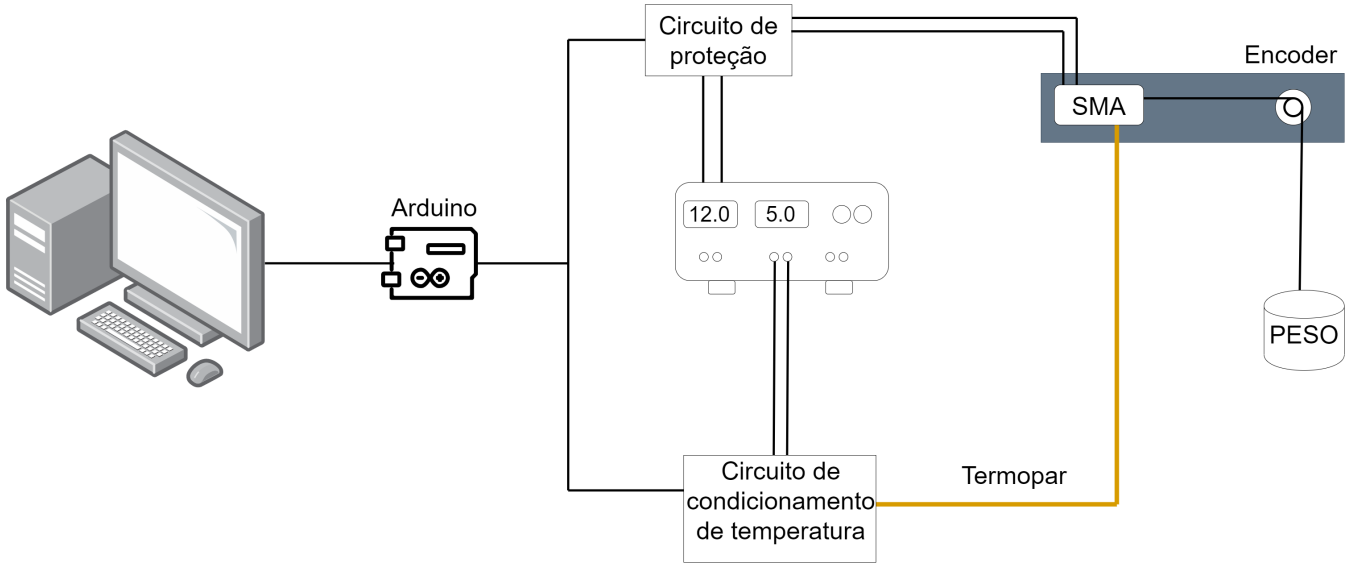 Circuito de
proteção
Encoder
SMA
Arduino
12.0
5.0
PESO
Circuito de
condicionamento
de temperatura
Termopar